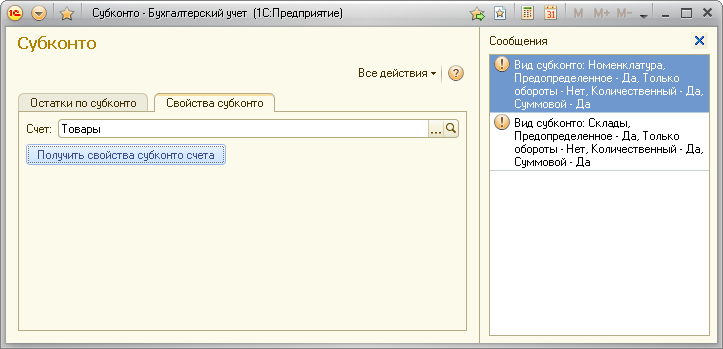 Субконто - Бухгалтерский учет (1С:Предприятие)
M M+ M-
Субконто
Все действия
Остатки по субконто
Свойства субконто
Счет: Товары
Получить свойства субконто счета
Сообщения
Вид субконто: Номенклатура,
Предопределенное - Да, Только
обороты - Нет, Количественный - Да,
Суммовой - Да
Вид субконто: Склады,
Предопределенное - Да, Только
обороты - Нет, Количественный - Да,
Суммовой - Да